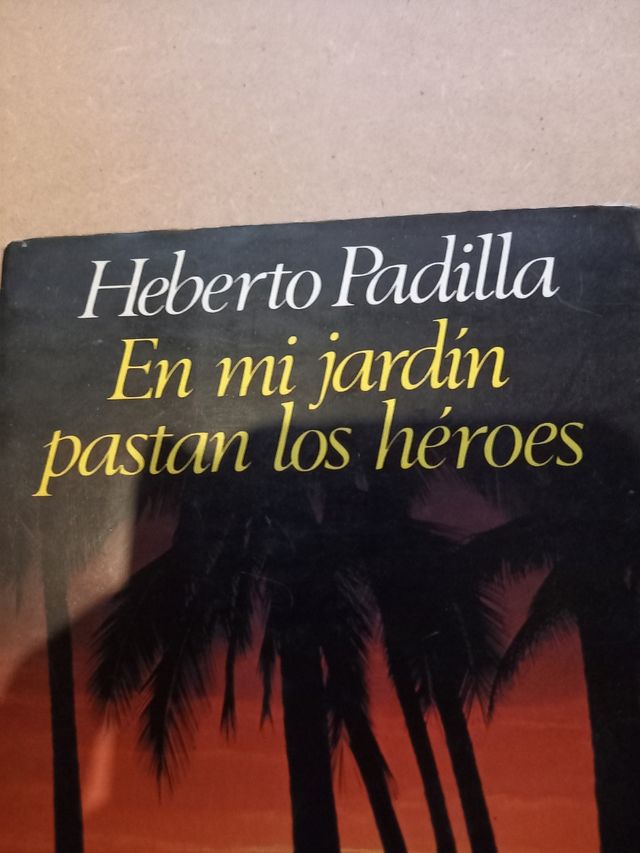 Heberto Padilla
En mi jardín
pastan los héroes